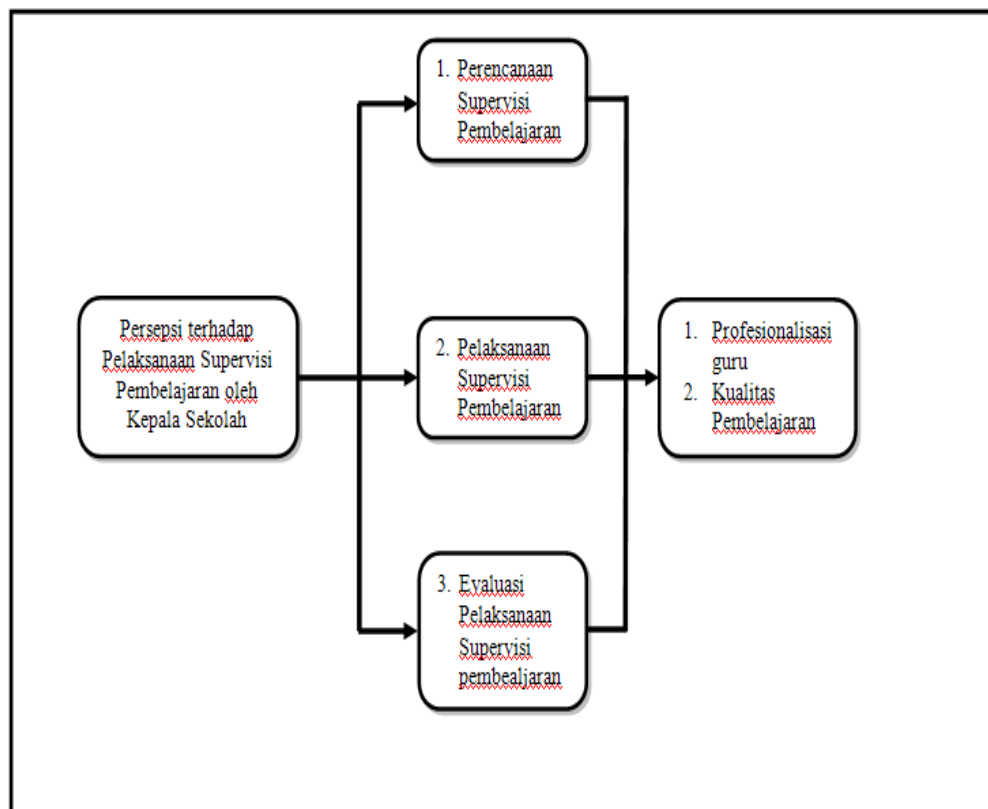 Persepsi terhadap
Pelaksanaan Supervisi
Pembelajaran oleh
Kepala Sekolah
1. Perencanaan
Supervisi
Pembelajaran
2. Pelaksanaan
Supervisi
Pembelajaran
3. Evaluasi
Pelaksanaan
Supervisi
pembealjaran
1. Profesionalisasi
guru
2. Kualitas
Pembelajaran